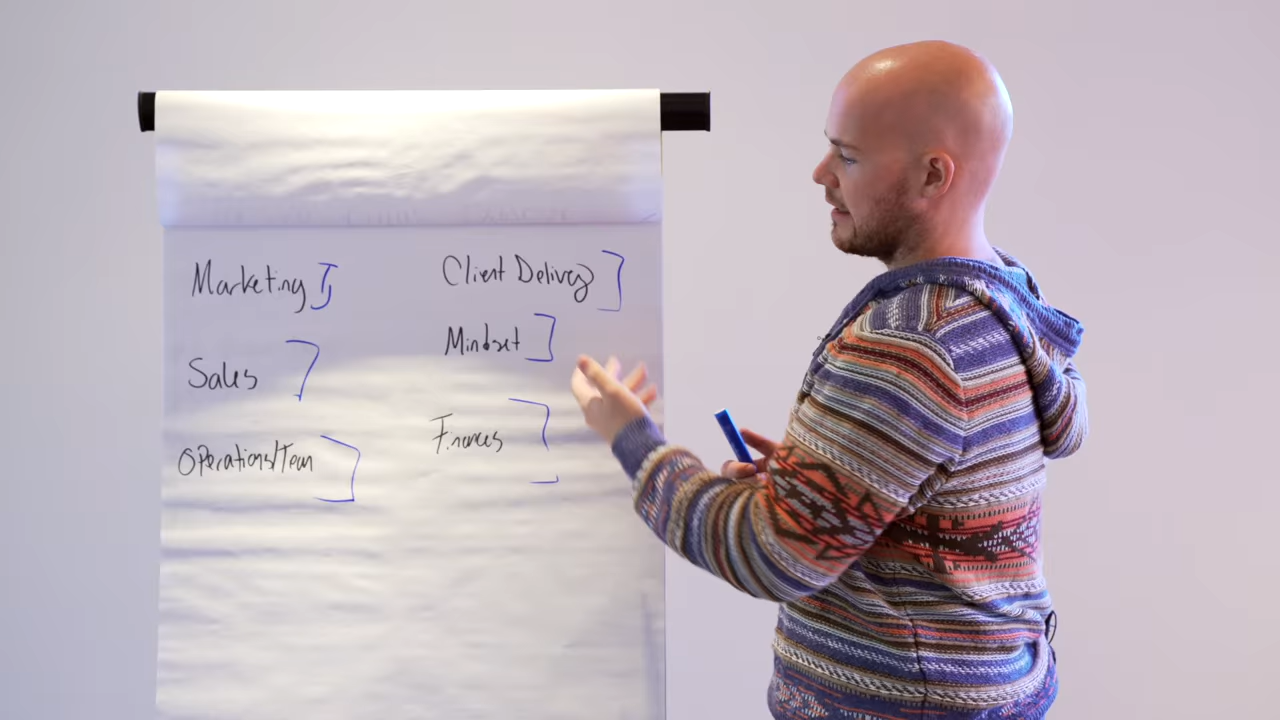 Marketing
Sales
Operations/Team
Client Delivery
Mindset
Finances